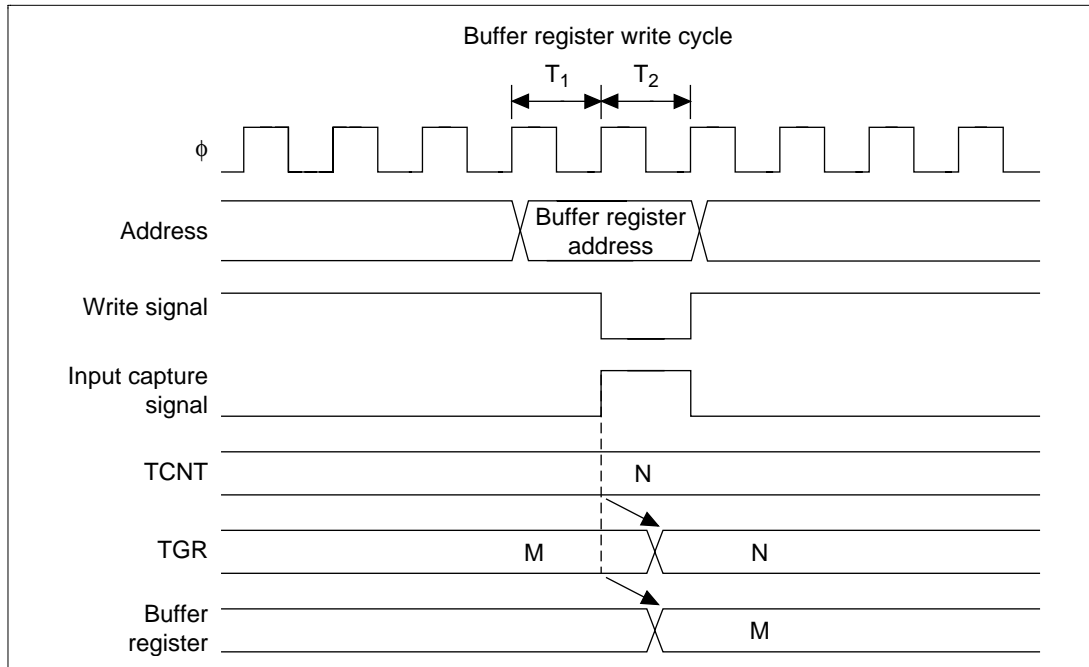 Buffer register write cycle
T1 T2
ϕ
Address
Buffer register
address
Write signal
Input capture
signal
TCNT
N
TGR
M N
Buffer
register
M